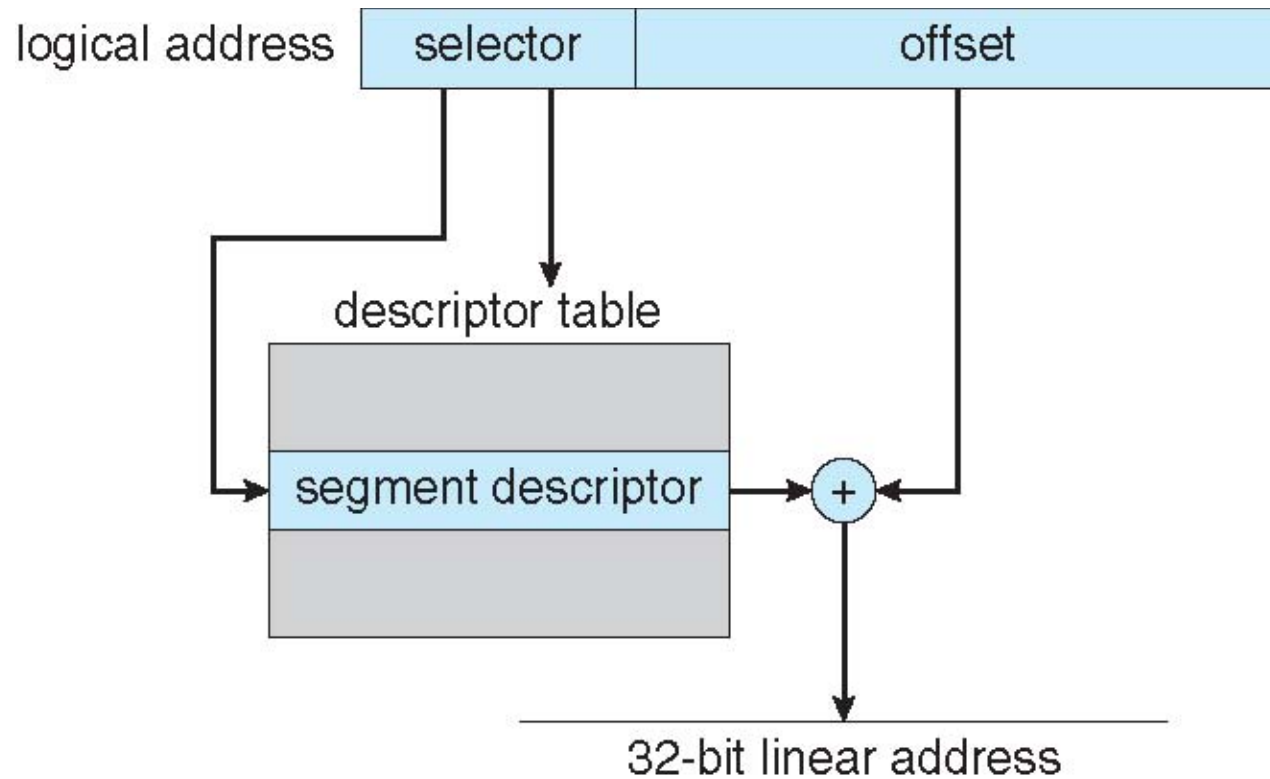 logical address selector offset
descriptor table
segment descriptor +
32-bit linear address